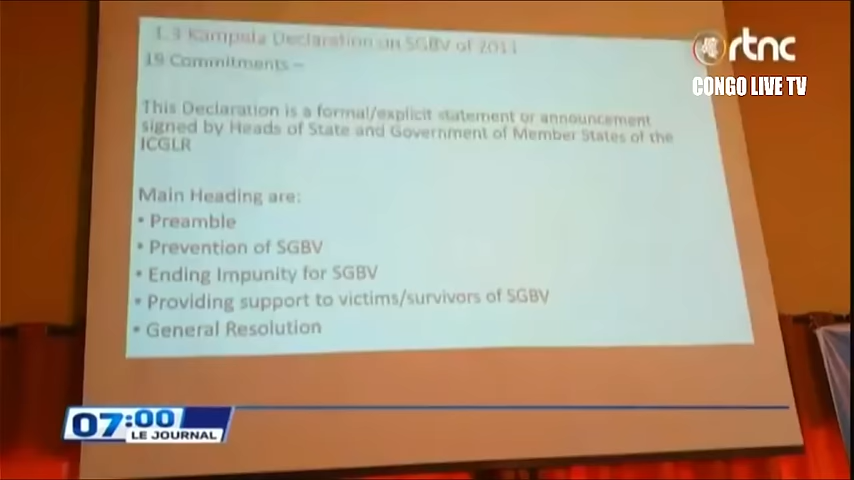 1.3 Kampala Declaration on SGBV of 2011
19 Commitments –
This Declaration is a formal/explicit statement or announcement
signed by Heads of State and Government of Member States of the
ICGLR
Main Heading are:
• Preamble
• Prevention of SGBV
• Ending Impunity for SGBV
• Providing support to victims/survivors of SGBV
• General Resolution
rtnc
CONGO LIVE TV
07:00
LE JOURNAL